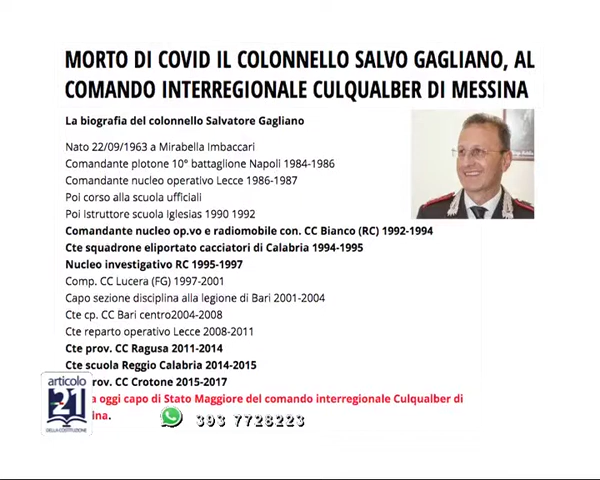 MORTO DI COVID IL COLONNELLO SALVO GAGLIANO, AL
COMANDO INTERREGIONALE CULQUALBER DI MESSINA
La biografia del colonnello Salvatore Gagliano
Nato 22/09/1963 a Mirabella Imbaccari
Comandante plotone 10° battaglione Napoli 1984-1986
Comandante nucleo operativo Lecce 1986-1987
Poi corso alla scuola ufficiali
Poi Istruttore scuola Iglesias 1990 1992
Comandante nucleo op.vo e radiomobile con. CC Bianco (RC) 1992-1994
Cte squadrone eliportato cacciatori di Calabria 1994-1995
Nucleo investigativo RC 1995-1997
Comp. CC Lucera (FG) 1997-2001
Capo sezione disciplina alla legione di Bari 2001-2004
Cte cp. CC Bari centro2004-2008
Cte reparto operativo Lecce 2008-2011
Cte prov. CC Ragusa 2011-2014
Cte scuola Reggio Calabria 2014-2015
prov. CC Crotone 2015-2017
a oggi capo di Stato Maggiore del comando interregionale Culqualber di
ina.
articolo
21
DELLA COSTITUZIONE
393 7728223